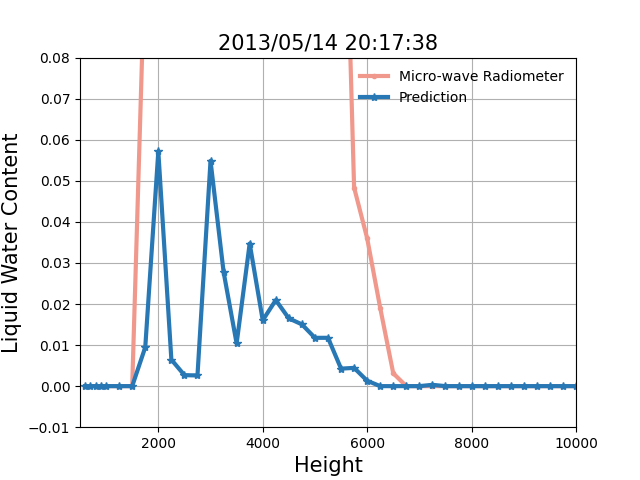 2013/05/14 20:17:38
0.08
0.07
0.06
0.05
0.04
0.03
0.02
0.01
0.00
−0.01
Liquid Water Content
Micro-wave Radiometer
Prediction
2000 4000 6000 8000 10000
Height